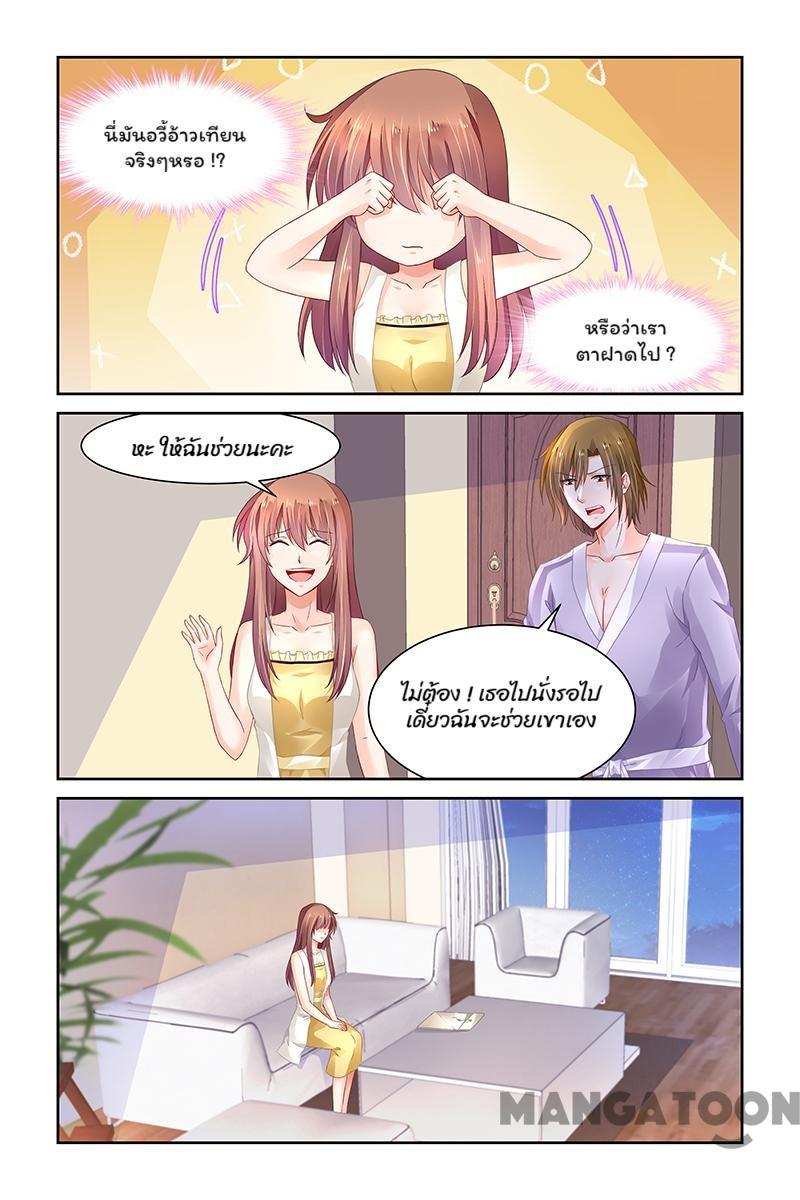 นี่มันอวี้อ้าวเทียน
จริงๆหรอ !?
หรือว่าเรา
ตาฝาดไป ?
หะ ให้ฉันช่วยนะคะ
ไม่ต้อง ! เธอไปนั่งรอไป
เดี๋ยวฉันจะช่วยเขาเอง
MANGATOON